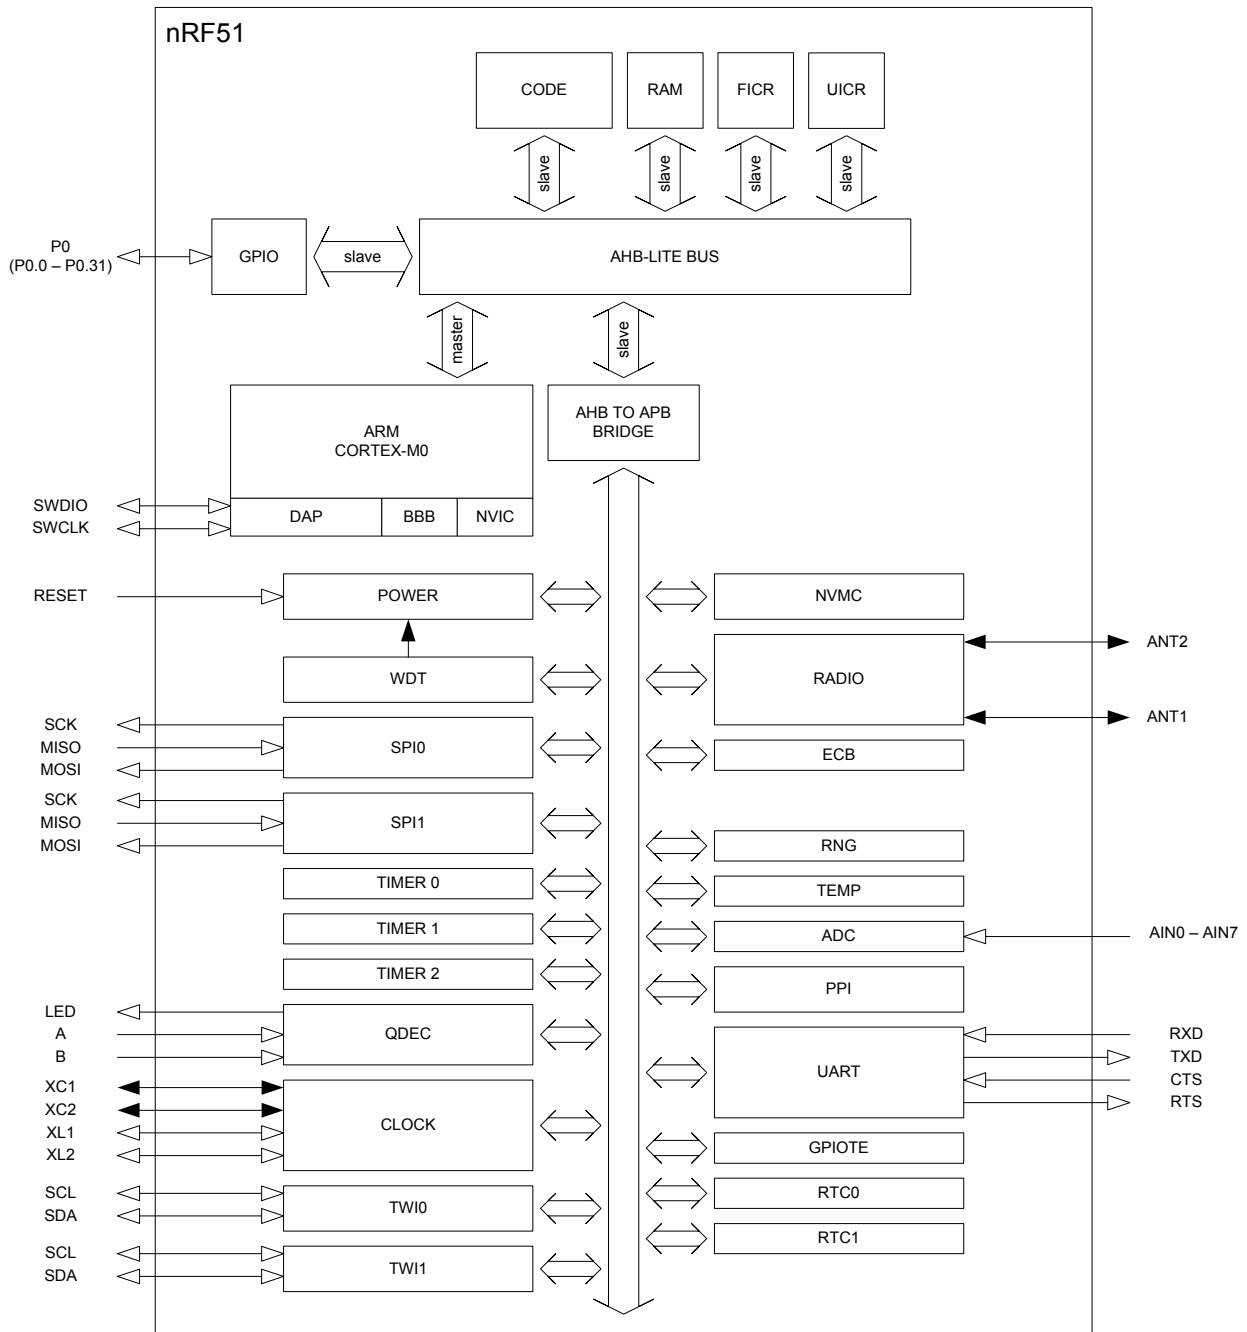 nRF51
CODE
RAM
FICR
UICR
slave
slave
slave
slave
P0
(P0.0 – P0.31)
GPIO
slave
AHB-LITE BUS
master
slave
ARM
CORTEX-M0
AHB TO APB
BRIDGE
SWDIO
SWCLK
DAP
BBB
NVIC
RESET
POWER
NVMC
WDT
RADIO
ANT2
ANT1
SCK
MISO
MOSI
SPI0
ECB
SCK
MISO
MOSI
SPI1
RNG
TIMER 0
TEMP
TIMER 1
ADC
AIN0 – AIN7
TIMER 2
PPI
LED
A
B
QDEC
UART
RXD
TXD
CTS
RTS
XC1
XC2
XL1
XL2
CLOCK
GPIOTE
SCL
SDA
TWI0
RTC0
RTC1
SCL
SDA
TWI1